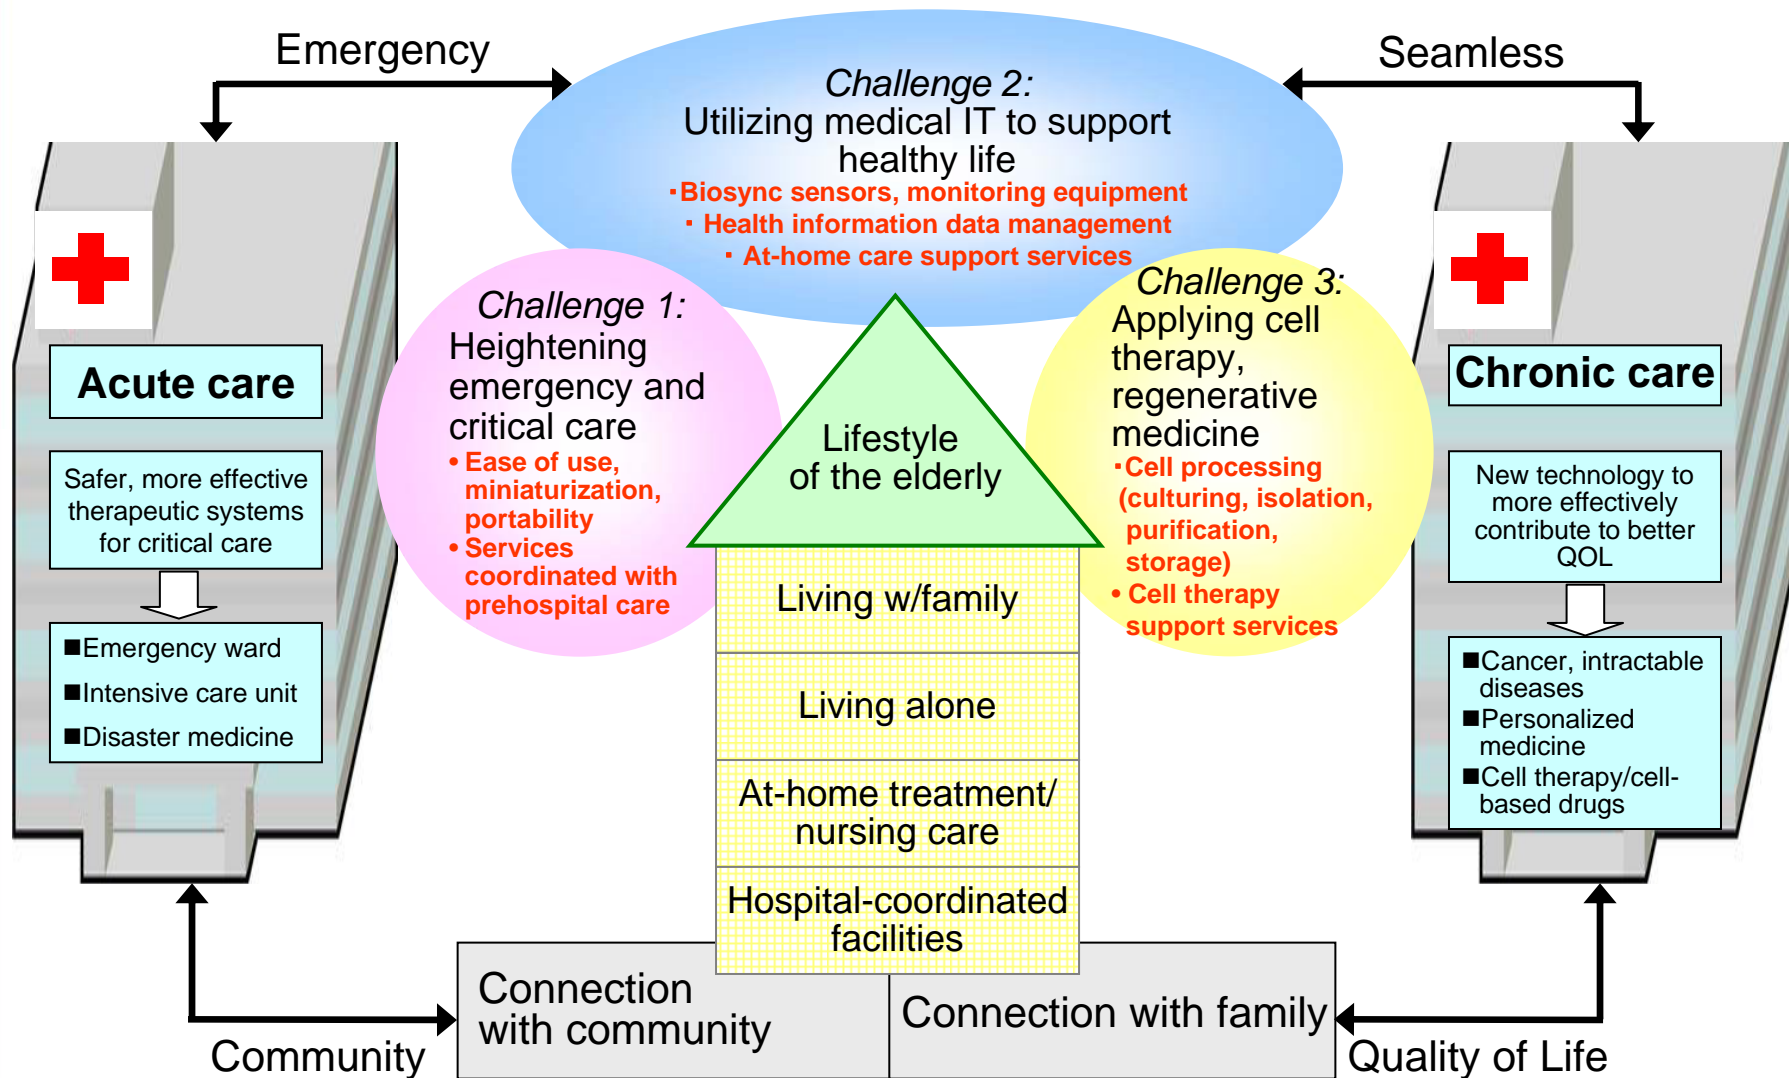 Emergency
Seamless
Challenge 2:
Utilizing medical IT to support
healthy life
・Biosync sensors, monitoring equipment
・ Health information data management
・ At-home care support services
Challenge 1:
Heightening
emergency and
critical care
• Ease of use,
miniaturization,
portability
• Services
coordinated with
prehospital care
Challenge 3:
Applying cell
therapy,
regenerative
medicine
・Cell processing
(culturing, isolation,
purification,
storage)
• Cell therapy
support services
Acute care
Safer, more effective
therapeutic systems
for critical care
■Emergency ward
■Intensive care unit
■Disaster medicine
Lifestyle
of the elderly
Living w/family
Living alone
At-home treatment/
nursing care
Hospital-coordinated
facilities
Chronic care
New technology to
more effectively
contribute to better
QOL
■Cancer, intractable
diseases
■Personalized
medicine
■Cell therapy/cell-
based drugs
Connection
with community
Connection with family
Community
Quality of Life